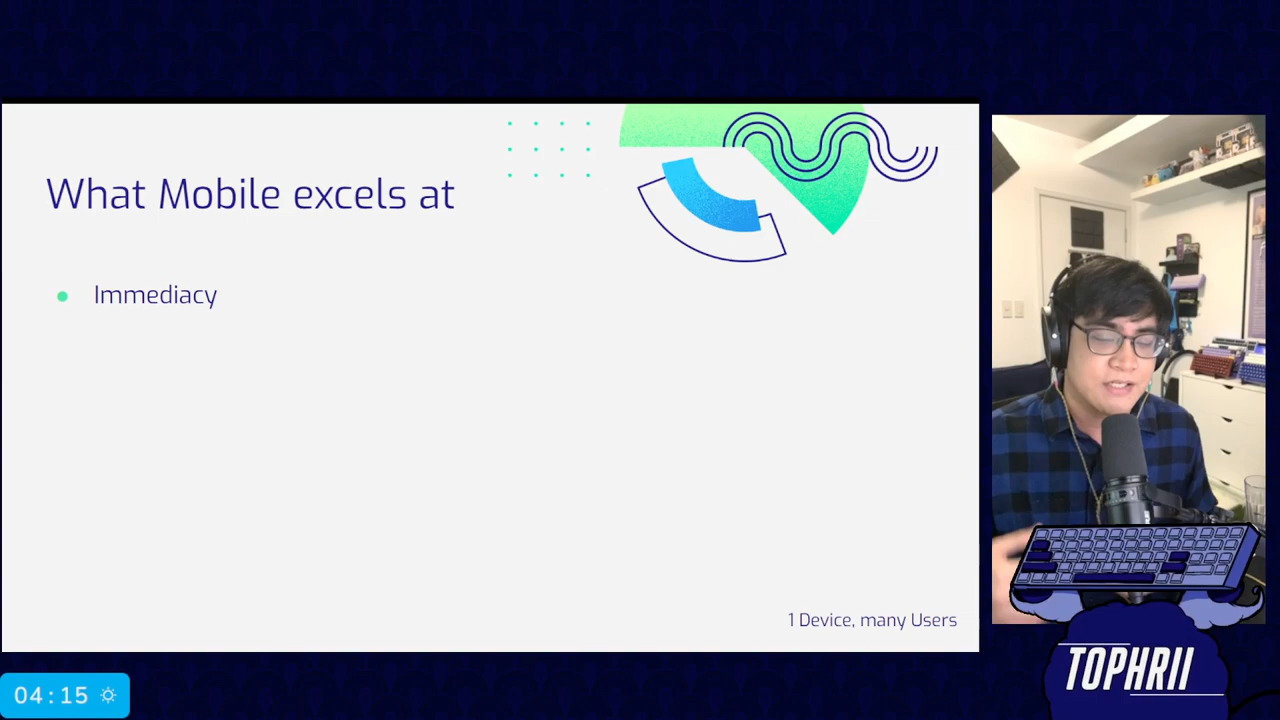 What Mobile excels at
Immediacy
1 Device, many Users
04:15
TOPHRII